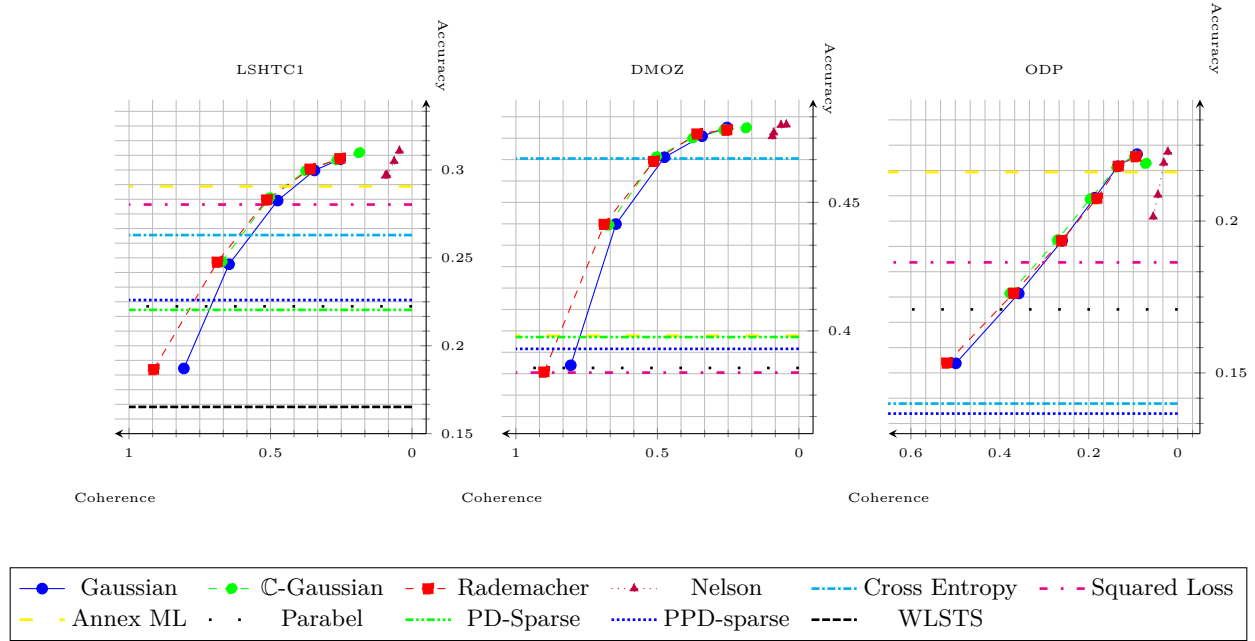 Accuracy
Accuracy
Accuracy
LSHTC1
DMOZ
ODP
0.3
0.25
0.2
0.15
1
0.5
0
Coherence
0.45
0.4
1
0.5
0
Coherence
0.2
0.15
0.6
0.4
0.2
0
Coherence
Gaussian ℂ-Gaussian Rademacher Nelson Cross Entropy Squared Loss
Annex ML Parabel PD-Sparse PPD-sparse WLSTS